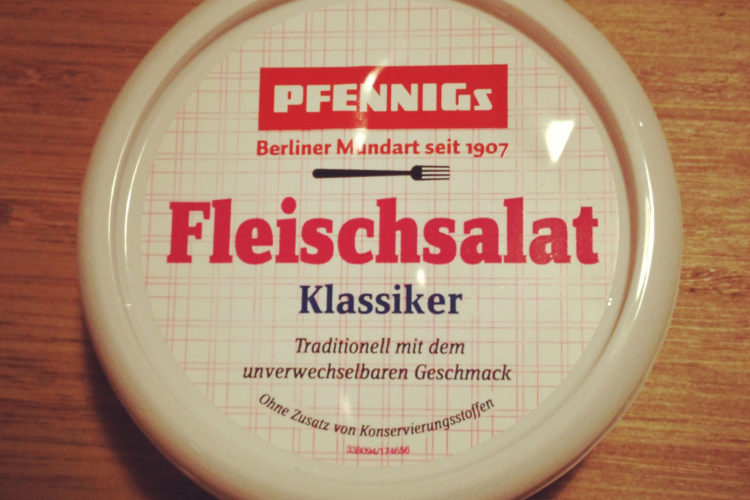 PFENNIGs
Berliner Mundart seit 1907
Fleischsalat
Klassiker
Traditionell mit dem
unverwechselbaren Geschmack
Ohne Zusatz von Konservierungsstoffen
338094/174656